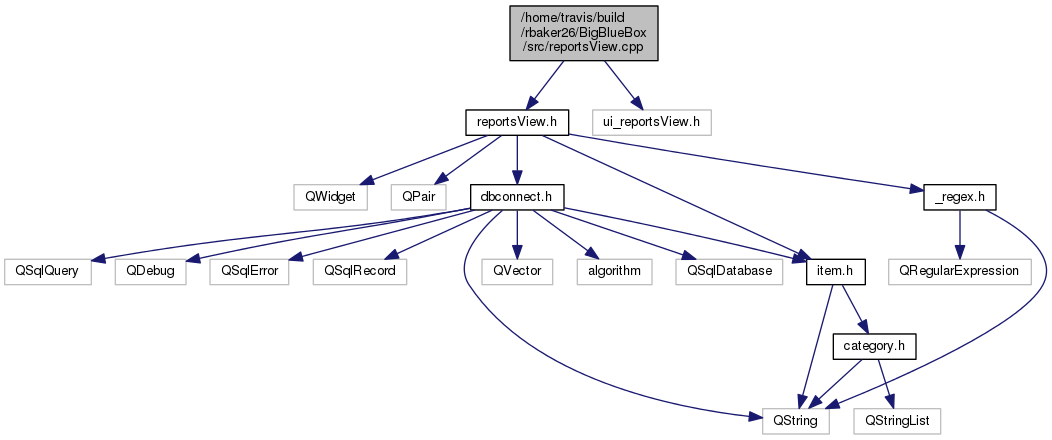 /home/travis/build
/rbaker26/BigBlueBox
/src/reportsView.cpp
reportsView.h
ui_reportsView.h
QWidget
QPair
dbconnect.h
_regex.h
QSqlQuery
QDebug
QSqlError
QSqlRecord
QVector
algorithm
QSqlDatabase
item.h
QRegularExpression
category.h
QString
QStringList